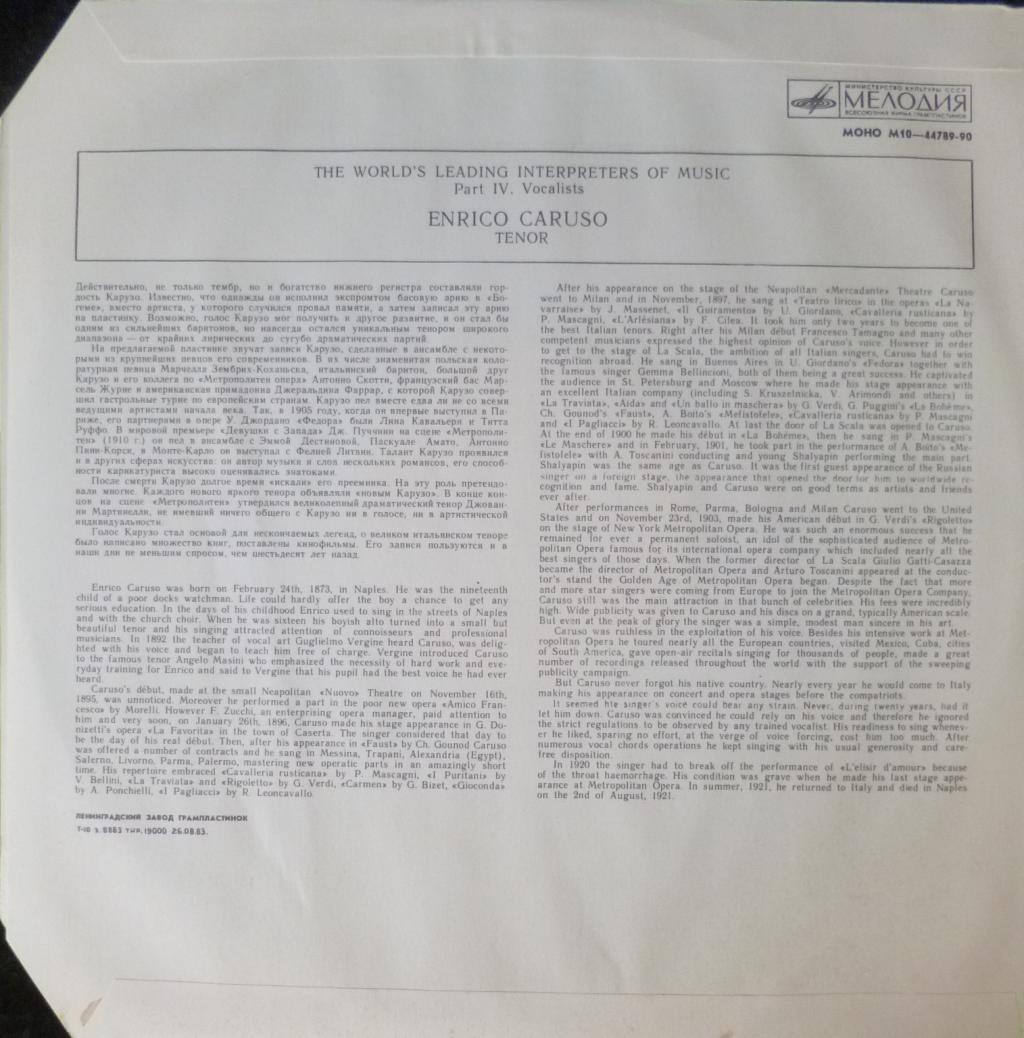 МИНИСТЕРСТВО КУЛЬТУРЫ СССР
МЕЛОДИЯ
ВСЕСОЮЗНАЯ ФИРМА ГРАМПЛАСТИНОК
МОНО М10—44789-90
THE WORLD'S LEADING INTERPRETERS OF MUSIC
Part IV. Vocalists
ENRICO CARUSO
TENOR
Действительно, не только тембр, но и богатство нижнего регистра составляли гор-
дость Карузо. Известно, что однажды он исполнил экспромтом басовую арию в «Бо-
геме», вместо артиста, у которого случился провал памяти, а затем записал эту арию
на пластинку. Возможно, голос Карузо мог получить и другое развитие, и он стал бы
одним из сильнейших баритонов, но навсегда остался уникальным тенором широкого
диапазона — от крайних лирических до сугубо драматических партий.
На предлагаемой пластинке звучат записи Карузо, сделанные в ансамбле с некото-
рыми из крупнейших певцов его современников. В их числе знаменитая польская коло-
ратурная певица Марчелла Зембрих-Коханьска, итальянский баритон, большой друг
Карузо и его коллега по «Метрополитен опера» Антонио Скотти, французский бас Мар-
сель Журне и американская примадонна Джеральдина Фаррар, с которой Карузо совер-
шил гастрольные турне по европейским странам. Карузо пел вместе едва ли не со всеми
ведущими артистами начала века. Так, в 1905 году, когда он впервые выступил в Па-
риже, его партнерами в опере У. Джордано «Федора» были Лина Кавальери и Титта
Руффо. В мировой премьере «Девушки с Запада» Дж. Пуччини на сцене «Метрополи-
тен» (1910 г.) он пел в ансамбле с Эммой Дестиновой, Паскуале Амато, Антонио
Пини-Корси, в Монте-Карло он выступал с Фелией Литвин. Талант Карузо проявился
и в других сферах искусства: он автор музыки и слов нескольких романсов, его способ-
ности карикатуриста высоко оценивались знатоками.
После смерти Карузо долгое время «искали» его преемника. На эту роль претендо-
вали многие. Каждого нового яркого тенора объявляли «новым Карузо». В конце кон-
цов на сцене «Метрополитен» утвердился великолепный драматический тенор Джован-
ни Мартинелли, не имевший ничего общего с Карузо ни в голосе, ни в артистической
индивидуальности.
Голос Карузо стал основой для нескончаемых легенд, о великом итальянском теноре
было написано множество книг, поставлены кинофильмы. Его записи пользуются и в
наши дни не меньшим спросом, чем шестьдесят лет назад.
Enrico Caruso was born on February 24th, 1873, in Naples. He was the nineteenth
child of a poor docks watchman. Life could hardly offer the boy a chance to get any
serious education. In the days of his childhood Enrico used to sing in the streets of Naples
and with the church choir. When he was sixteen his boyish alto turned into a small but
beautiful tenor and his singing attracted attention of connoisseurs and professional
musicians. In 1892 the teacher of vocal art Guglielmo Vergine heard Caruso, was delig-
hted with his voice and began to teach him free of charge. Vergine introduced Caruso
to the famous tenor Angelo Masini who emphasized the necessity of hard work and eve-
ryday training for Enrico and said to Vergine that his pupil had the best voice he had ever
heard.
Caruso's début, made at the small Neapolitan «Nuovo» Theatre on November 16th,
1895, was unnoticed. Moreover he performed a part in the poor new opera «Amico Fran-
cesco» by Morelli. However F. Zucchi, an enterprising opera manager, paid attention to
him and very soon, on January 26th, 1896, Caruso made his stage appearance in G. Do-
nizetti's opera «La Favorita» in the town of Caserta. The singer considered that day to
be the day of his real début. Then, after his appearance in «Faust» by Ch. Gounod Caruso
was offered a number of contracts and he sang in Messina, Trapani, Alexandria (Egypt),
Salerno, Livorno, Parma, Palermo, mastering new operatic parts in an amazingly short
time. His repertoire embraced «Cavalleria rusticana» by P. Mascagni, «I Puritani» by
V. Bellini, «La Traviata» and «Rigoletto» by G. Verdi, «Carmen» by G. Bizet, «Gioconda»
by A. Ponchielli, «I Pagliacci» by R. Leoncavallo.
ЛЕНИНГРАДСКИЙ ЗАВОД ГРАМПЛАСТИНОК
Т-10 з. 8883 тир. 19000 26.08.83.
After his appearance on the stage of the Neapolitan «Mercadante» Theatre Caruso
went to Milan and in November, 1897, he sang at «Teatro lirico» in the operas «La Na-
varraise» by J. Massenet, «Il Guiramento» by U. Giordano, «Cavalleria rusticana» by
P. Mascagni, «L'Arlésiana» by F. Cilea. It took him only two years to become one of
the best Italian tenors. Right after his Milan début Francesco Tamagno and many other
competent musicians expressed the highest opinion of Caruso's voice. However in order
to get to the stage of La Scala, the ambition of all Italian singers, Caruso had to win
recognition abroad. He sang in Buenos Aires in U. Giordano's «Fedora» together with
the famous singer Gemma Bellincioni, both of them being a great success. He captivated
the audience in St. Petersburg and Moscow where he made his stage appearance with
an excellent Italian company (including S. Kruszelnicka, V. Arimondi and others) in
«La Traviata», «Aida» and «Un ballo in maschera» by G. Verdi, G. Puggini's «La Bohème»,
Ch. Gounod's «Faust», A. Boito's «Mefistofele», «Cavalleria rusticana» by P. Mascagni
and «I Pagliacci» by R. Leoncavallo. At last the door of La Scala was opened to Caruso.
At the end of 1900 he made his début in «La Bohème», then he sang in P. Mascagni's
«Le Maschere» and in February, 1901, he took part in the performance of A. Boito's «Me-
fistofele» with A. Toscanini conducting and young Shalyapin performing the main part.
Shalyapin was the same age as Caruso. It was the first guest appearance of the Russian
singer on a foreign stage, the appearance that opened the door for him to worldwide re-
cognition and fame. Shalyapin and Caruso were on good terms as artists and friends
ever after.
After performances in Rome, Parma, Bologna and Milan Caruso went to the United
States and on November 23rd, 1903, made his American début in G. Verdi's «Rigoletto»
on the stage of New York Metropolitan Opera. He was such an enormous success that he
remained for ever a permanent soloist, an idol of the sophisticated audience of Metro-
politan Opera famous for its international opera company which included nearly all the
best singers of those days. When the former director of La Scala Giulio Gatti-Casazza
became the director of Metropolitan Opera and Arturo Toscanini appeared at the conduc-
tor's stand the Golden Age of Metropolitan Opera began. Despite the fact that more
and more star singers were coming from Europe to join the Metropolitan Opera Company,
Caruso still was the main attraction in that bunch of celebrities. His fees were incredibly
high. Wide publicity was given to Caruso and his discs on a grand, typically American scale.
But even at the peak of glory the singer was a simple, modest man sincere in his art.
Caruso was ruthless in the exploitation of his voice. Besides his intensive work at Met-
ropolitan Opera he toured nearly all the European countries, visited Mexico, Cuba, cities
of South America, gave open-air recitals singing for thousands of people, made a great
number of recordings released throughout the world with the support of the sweeping
publicity campaign.
But Caruso never forgot his native country. Nearly every year he would come to Italy
making his appearance on concert and opera stages before the compatriots.
It seemed hte singer's voice could bear any strain. Never, during twenty years, had it
let him down. Caruso was convinced he could rely on his voice and therefore he ignored
the strict regulations to be observed by any trained vocalist. His readiness to sing whenev-
er he liked, sparing no effort, at the verge of voice forcing, cost him too much. After
numerous vocal chords operations he kept singing with his usual generosity and care-
free disposition.
In 1920 the singer had to break off the performance of «L'elisir d'amour» because
of the throat haemorrhage. His condition was grave when he made his last stage appe-
arance at Metropolitan Opera. In summer, 1921, he returned to Italy and died in Naples
on the 2nd of August, 1921.